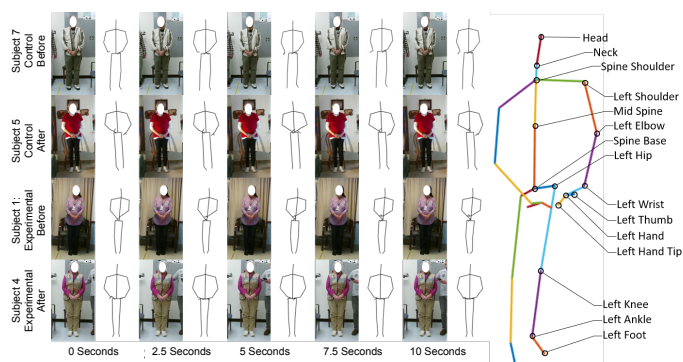 Subject 7
Control
Before
Subject 5
Control
After
Subject 1:
Experimental
Before
Subject 4
Experimental
After
0 Seconds
2.5 Seconds
5 Seconds
7.5 Seconds
10 Seconds
Head
Neck
Spine Shoulder
Left Shoulder
Mid Spine
Left Elbow
Spine Base
Left Hip
Left Wrist
Left Thumb
Left Hand
Left Hand Tip
Left Knee
Left Ankle
Left Foot